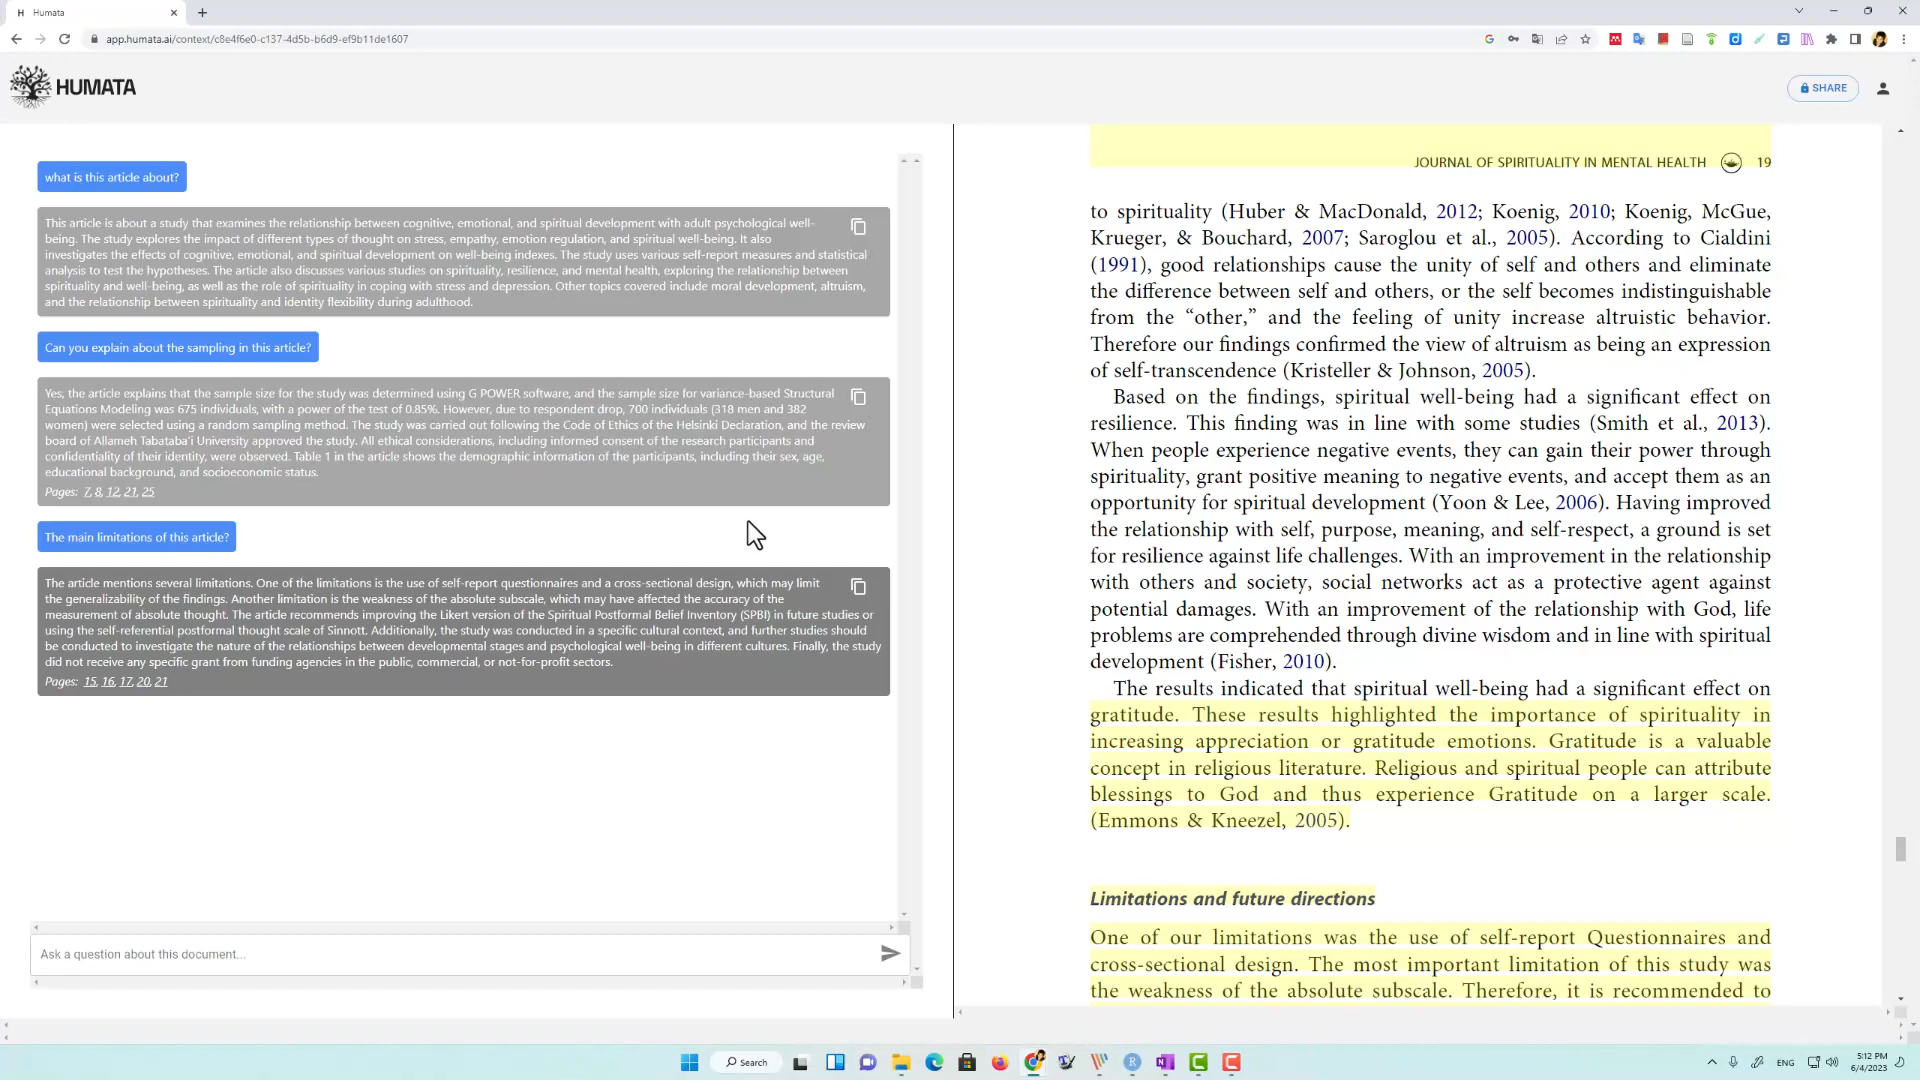 Humata
app.humata.ai/context/c8e4f6e0-c137-4d5b-b6d9-ef9b11de1607
HUMATA
SHARE
what is this article about?
This article is about a study that examines the relationship between cognitive, emotional, and spiritual development with adult psychological well-
being. The study explores the impact of different types of thought on stress, empathy, emotion regulation, and spiritual well-being. It also
investigates the effects of cognitive, emotional, and spiritual development on well-being indexes. The study uses various self-report measures and statistical
analysis to test the hypotheses. The article also discusses various studies on spirituality, resilience, and mental health, exploring the relationship between
spirituality and well-being, as well as the role of spirituality in coping with stress and depression. Other topics covered include moral development, altruism,
and the relationship between spirituality and identity flexibility during adulthood.
Can you explain about the sampling in this article?
Yes, the article explains that the sample size for the study was determined using G POWER software, and the sample size for variance-based Structural
Equations Modeling was 675 individuals, with a power of the test of 0.85%. However, due to respondent drop, 700 individuals (318 men and 382
women) were selected using a random sampling method. The study was carried out following the Code of Ethics of the Helsinki Declaration, and the review
board of Allameh Tabataba'i University approved the study. All ethical considerations, including informed consent of the research participants and
confidentiality of their identity, were observed. Table 1 in the article shows the demographic information of the participants, including their sex, age,
educational background, and socioeconomic status.
Pages: 7, 8, 12, 21, 25
The main limitations of this article?
The article mentions several limitations. One of the limitations is the use of self-report questionnaires and a cross-sectional design, which may limit
the generalizability of the findings. Another limitation is the weakness of the absolute subscale, which may have affected the accuracy of the
measurement of absolute thought. The article recommends improving the Likert version of the Spiritual Postformal Belief Inventory (SPBI) in future studies or
using the self-referential postformal thought scale of Sinnott. Additionally, the study was conducted in a specific cultural context, and further studies should
be conducted to investigate the nature of the relationships between developmental stages and psychological well-being in different cultures. Finally, the study
did not receive any specific grant from funding agencies in the public, commercial, or not-for-profit sectors.
Pages: 15, 16, 17, 20, 21
Ask a question about this document...
JOURNAL OF SPIRITUALITY IN MENTAL HEALTH 19
to spirituality (Huber & MacDonald, 2012; Koenig, 2010; Koenig, McGue,
Krueger, & Bouchard, 2007; Saroglou et al., 2005). According to Cialdini
(1991), good relationships cause the unity of self and others and eliminate
the difference between self and others, or the self becomes indistinguishable
from the “other,” and the feeling of unity increase altruistic behavior.
Therefore our findings confirmed the view of altruism as being an expression
of self-transcendence (Kristeller & Johnson, 2005).
Based on the findings, spiritual well-being had a significant effect on
resilience. This finding was in line with some studies (Smith et al., 2013).
When people experience negative events, they can gain their power through
spirituality, grant positive meaning to negative events, and accept them as an
opportunity for spiritual development (Yoon & Lee, 2006). Having improved
the relationship with self, purpose, meaning, and self-respect, a ground is set
for resilience against life challenges. With an improvement in the relationship
with others and society, social networks act as a protective agent against
potential damages. With an improvement of the relationship with God, life
problems are comprehended through divine wisdom and in line with spiritual
development (Fisher, 2010).
The results indicated that spiritual well-being had a significant effect on
gratitude. These results highlighted the importance of spirituality in
increasing appreciation or gratitude emotions. Gratitude is a valuable
concept in religious literature. Religious and spiritual people can attribute
blessings to God and thus experience Gratitude on a larger scale.
(Emmons & Kneezel, 2005).
Limitations and future directions
One of our limitations was the use of self-report Questionnaires and
cross-sectional design. The most important limitation of this study was
the weakness of the absolute subscale. Therefore, it is recommended to
Search
ENG
5:12 PM
6/4/2023